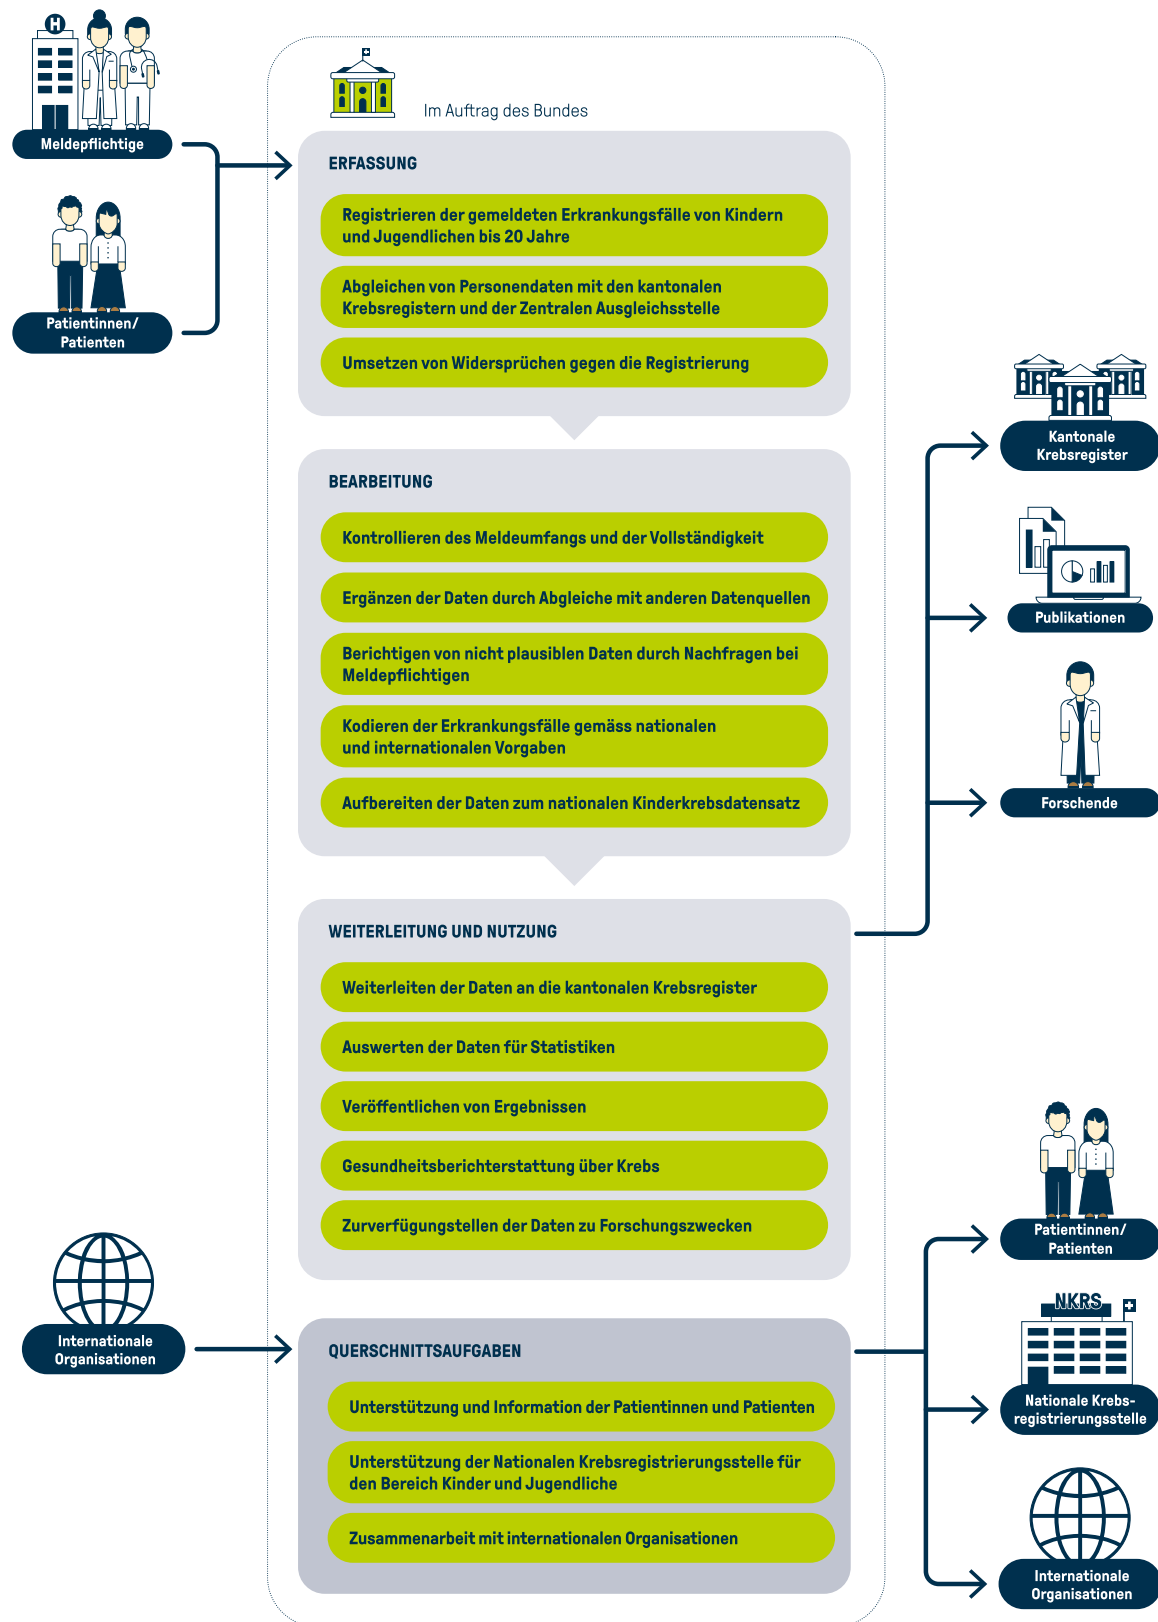 H
Meldepflichtige
Patientinnen/
Patienten
Im Auftrag des Bundes
ERFASSUNG
Registrieren der gemeldeten Erkrankungsfälle von Kindern
und Jugendlichen bis 20 Jahre
Abgleichen von Personendaten mit den kantonalen
Krebsregistern und der Zentralen Ausgleichsstelle
Umsetzen von Widersprüchen gegen die Registrierung
BEARBEITUNG
Kontrollieren des Meldeumfangs und der Vollständigkeit
Ergänzen der Daten durch Abgleiche mit anderen Datenquellen
Berichtigen von nicht plausiblen Daten durch Nachfragen bei
Meldepflichtigen
Kodieren der Erkrankungsfälle gemäss nationalen
und internationalen Vorgaben
Aufbereiten der Daten zum nationalen Kinderkrebsdatensatz
Kantonale
Krebsregister
Publikationen
Forschende
WEITERLEITUNG UND NUTZUNG
Weiterleiten der Daten an die kantonalen Krebsregister
Auswerten der Daten für Statistiken
Veröffentlichen von Ergebnissen
Gesundheitsberichterstattung über Krebs
Zurverfügungstellen der Daten zu Forschungszwecken
Internationale
Organisationen
QUERSCHNITTSAUFGABEN
Unterstützung und Information der Patientinnen und Patienten
Unterstützung der Nationalen Krebsregistrierungsstelle für
den Bereich Kinder und Jugendliche
Zusammenarbeit mit internationalen Organisationen
Patientinnen/
Patienten
NKRS
Nationale Krebs-
registrierungsstelle
Internationale
Organisationen